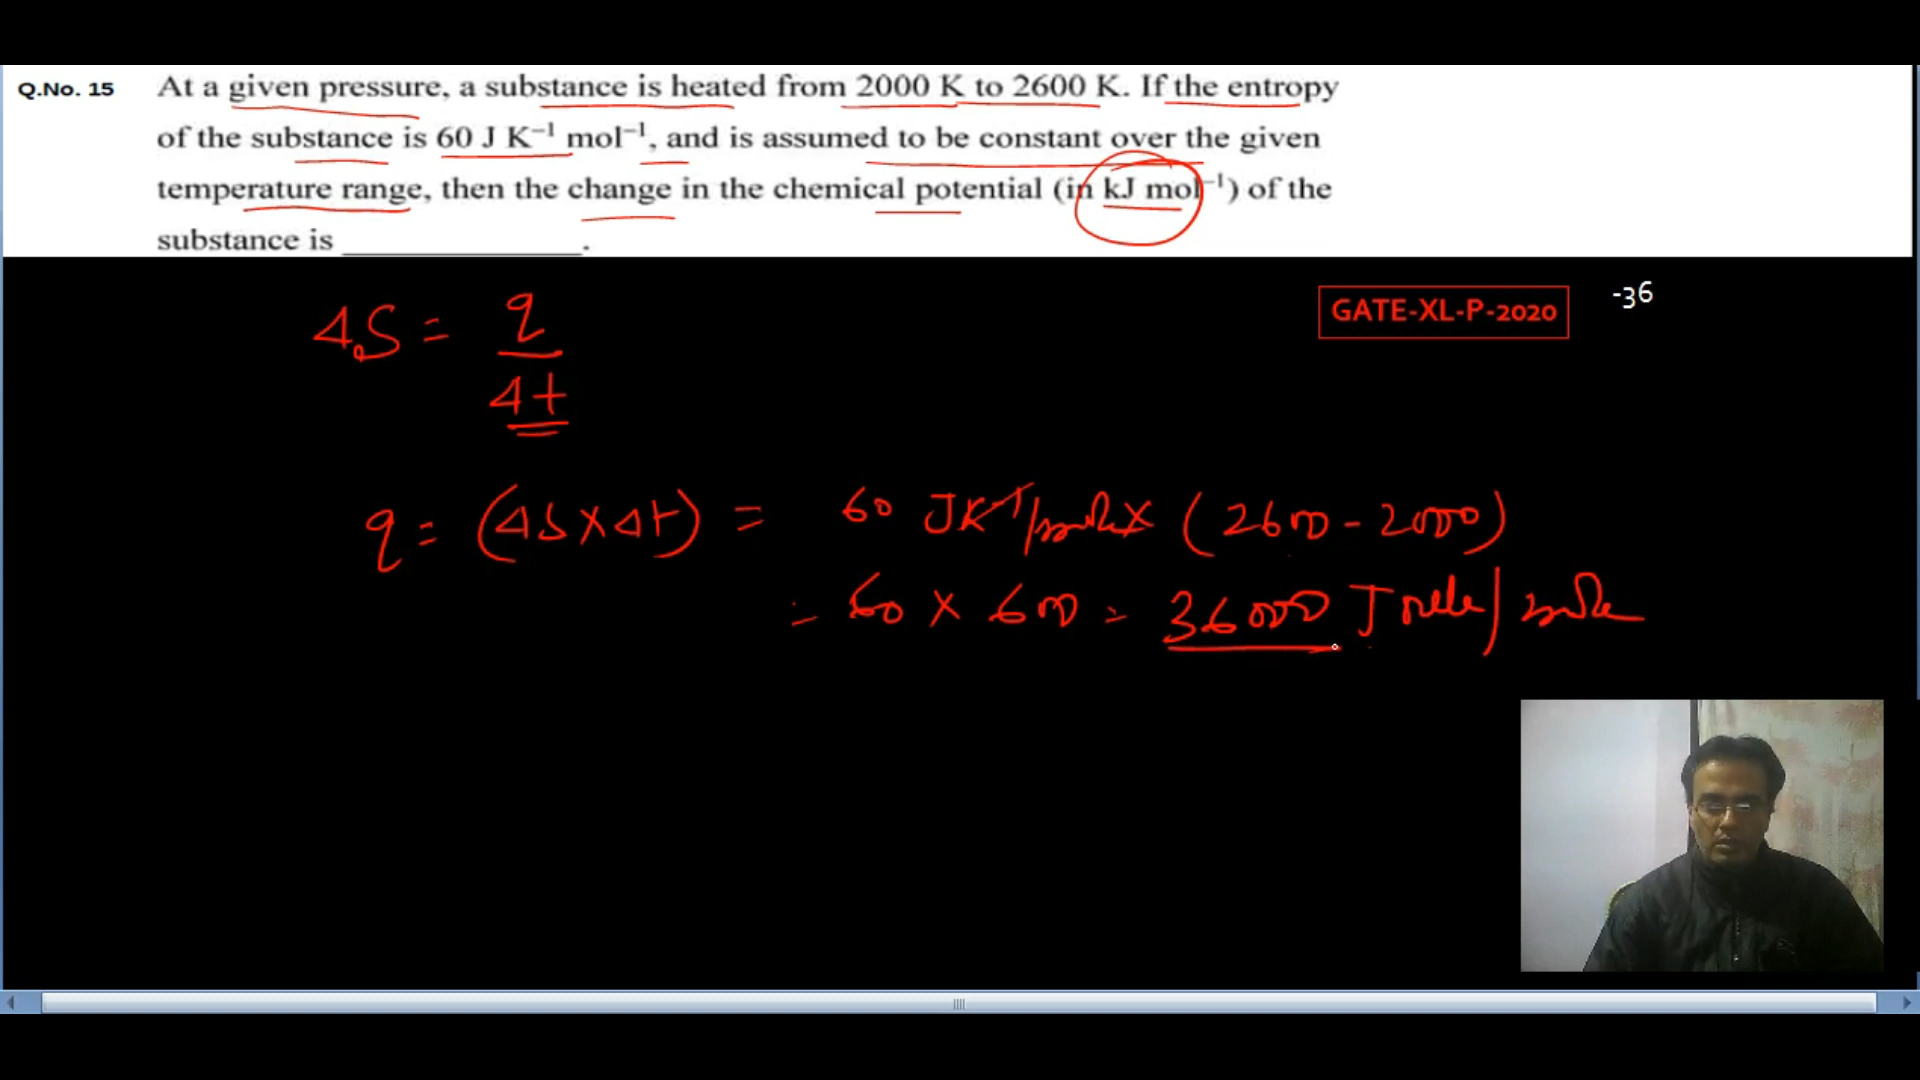 Q.No. 15 At a given pressure, a substance is heated from 2000 K to 2600 K. If the entropy
of the substance is 60 J K⁻¹ mol⁻¹, and is assumed to be constant over the given
temperature range, then the change in the chemical potential (in kJ mol⁻¹) of the
substance is ________________.
GATE-XL-P-2020 -36
ΔS = q
Δt
q = (ΔS X Δt) = 60 JK⁻¹/mole X (2600 - 2000)
= 60 X 600 = 36000 Joule/mole